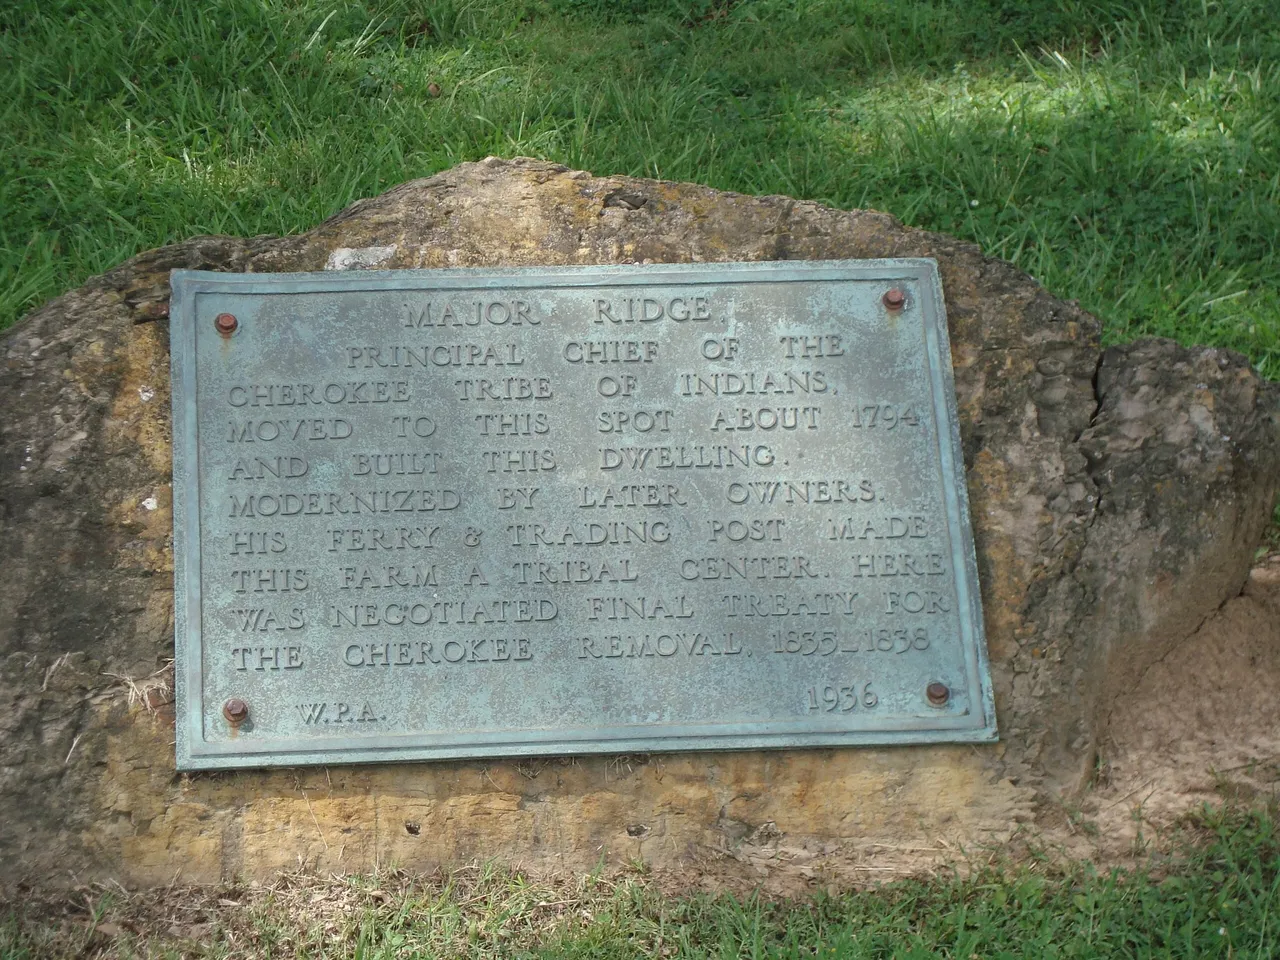 MAJOR RIDGE.
PRINCIPAL CHIEF OF THE
CHEROKEE TRIBE OF INDIANS,
MOVED TO THIS SPOT ABOUT 1794
AND BUILT THIS DWELLING.
MODERNIZED BY LATER OWNERS.
HIS FERRY & TRADING POST MADE
THIS FARM A TRIBAL CENTER. HERE
WAS NEGOTIATED FINAL TREATY FOR
THE CHEROKEE REMOVAL, 1835-1838
W.P.A. 1936